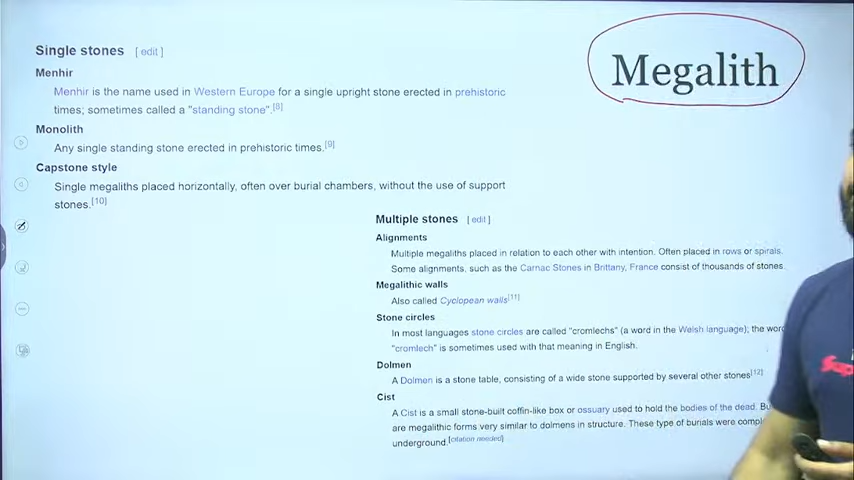 Megalith
Single stones [ edit ]
Menhir
Menhir is the name used in Western Europe for a single upright stone erected in prehistoric
times; sometimes called a "standing stone".[8]
Monolith
Any single standing stone erected in prehistoric times.[9]
Capstone style
Single megaliths placed horizontally, often over burial chambers, without the use of support
stones.[10]
Multiple stones [ edit ]
Alignments
Multiple megaliths placed in relation to each other with intention. Often placed in rows or spirals.
Some alignments, such as the Carnac Stones in Brittany, France consist of thousands of stones.
Megalithic walls
Also called Cyclopean walls[11]
Stone circles
In most languages stone circles are called "cromlechs" (a word in the Welsh language); the
"cromlech" is sometimes used with that meaning in English.
Dolmen
A Dolmen is a stone table, consisting of a wide stone supported by several other stones[12]
Cist
A Cist is a small stone-built coffin-like box or ossuary used to hold the bodies of the dead.
are megalithic forms very similar to dolmens in structure. These type of burials were
underground.[citation needed]